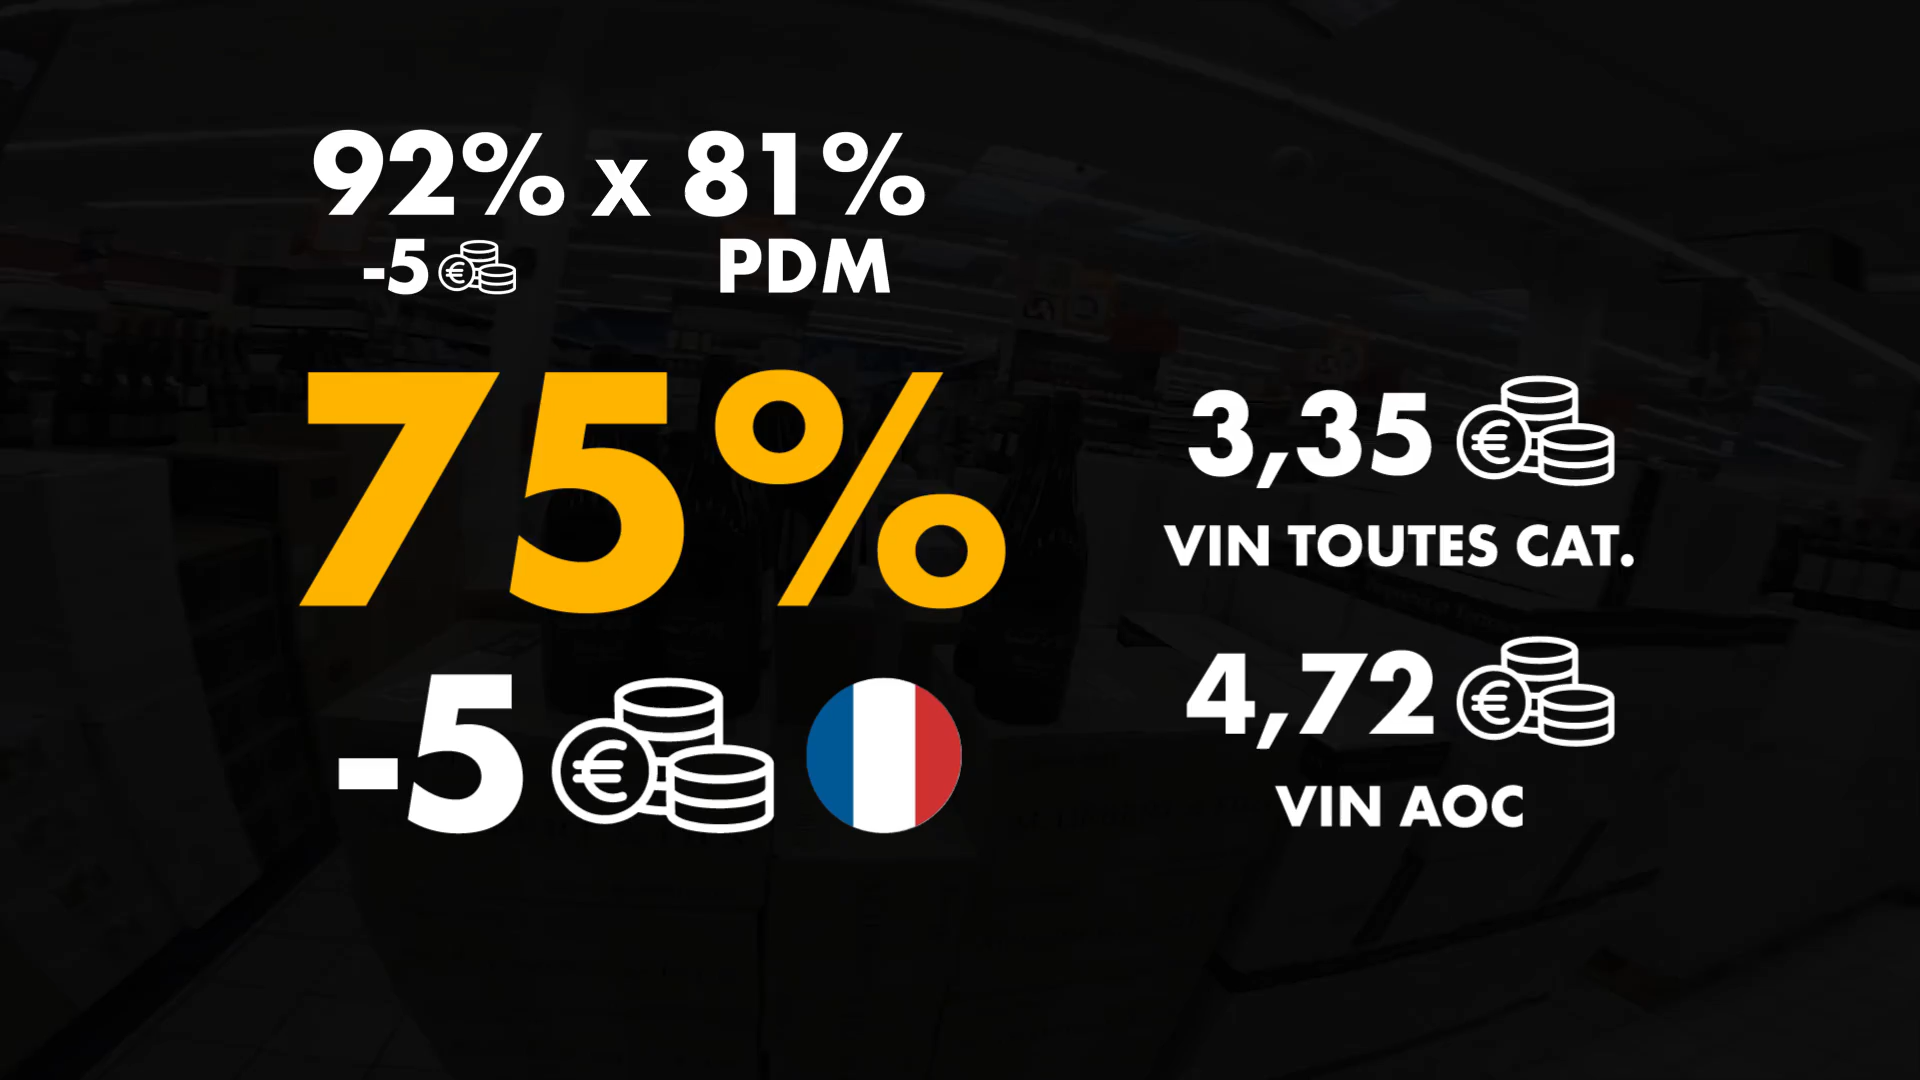 92% x 81%
-5 €
PDM
75%
-5 €
3,35 €
VIN TOUTES CAT.
4,72 €
VIN AOC